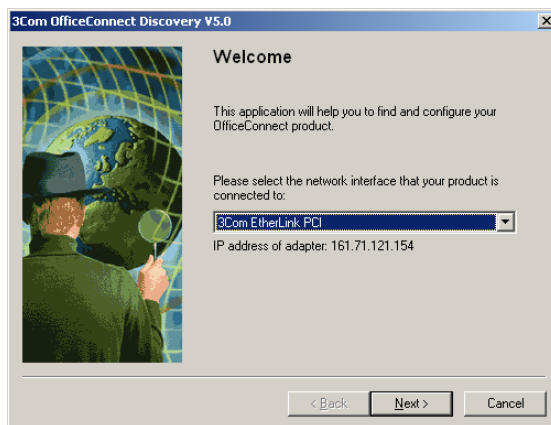 3Com OfficeConnect Discovery V5.0
Welcome
This application will help you to find and configure your
OfficeConnect product.
Please select the network interface that your product is
connected to:
3Com EtherLink PCI
IP address of adapter: 161.71.121.154
< Back
Next >
Cancel